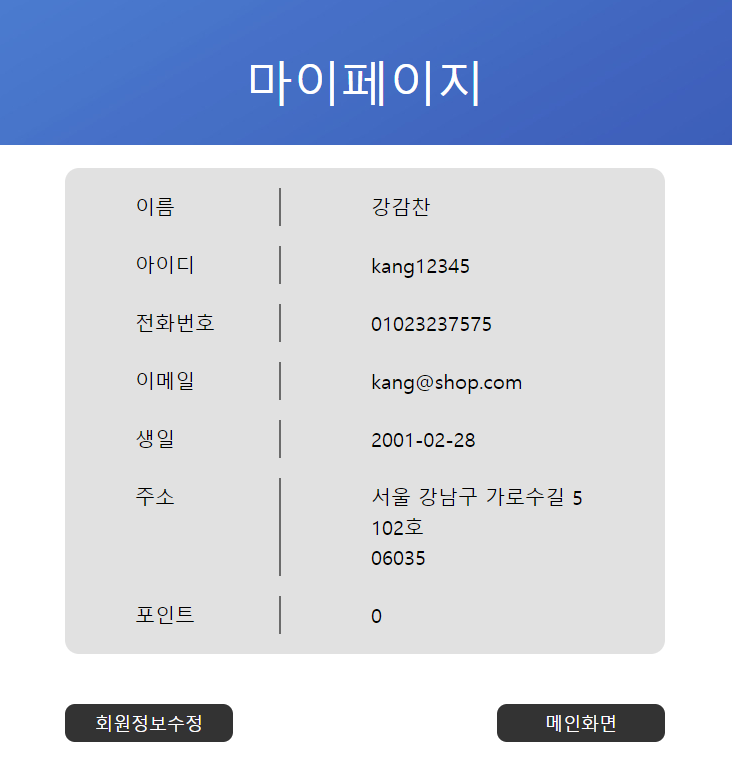 마이페이지
이름 강감찬
아이디 kang12345
전화번호 01023237575
이메일 kang@shop.com
생일 2001-02-28
주소 서울 강남구 가로수길 5
102호
06035
포인트 0
회원정보수정 메인화면